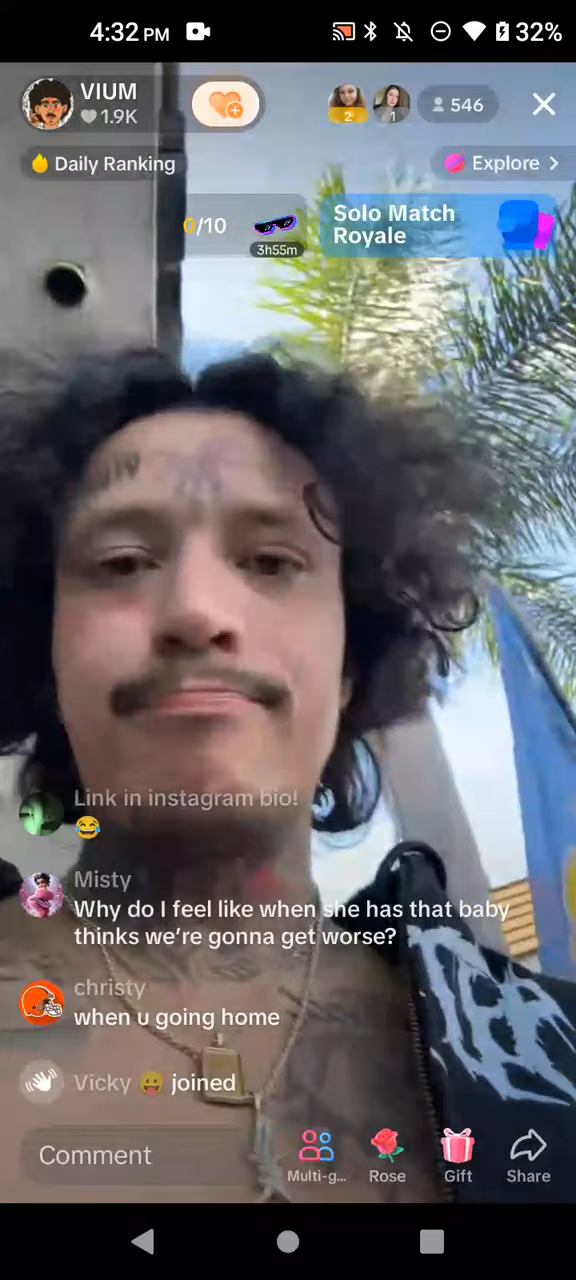 4:32 PM
32%
VIUM
1.9K
2
1
546
Daily Ranking
Explore >
0/10
3h55m
Solo Match
Royale
Link in instagram bio!
😂
Misty
Why do I feel like when she has that baby
thinks we're gonna get worse?
christy
when u going home
Vicky 😛 joined
Comment
Multi-g...
Rose
Gift
Share